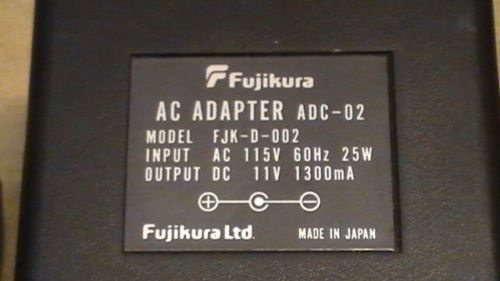 Fujikura
AC ADAPTER ADC-02
MODEL FJK-D-002
INPUT AC 115V 60Hz 25W
OUTPUT DC 11V 1300mA
Fujikura Ltd. MADE IN JAPAN